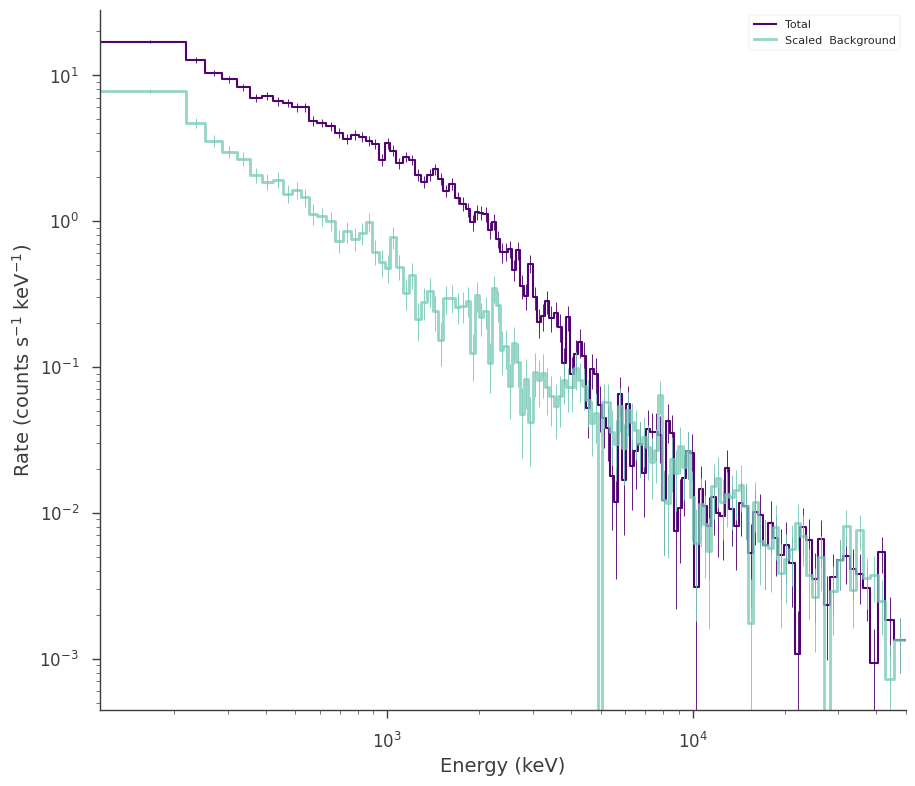 Total
Scaled  Background
10¹
10⁰
10⁻¹
10⁻²
10⁻³
Rate (counts s⁻¹ keV⁻¹)
10³
10⁴
Energy (keV)